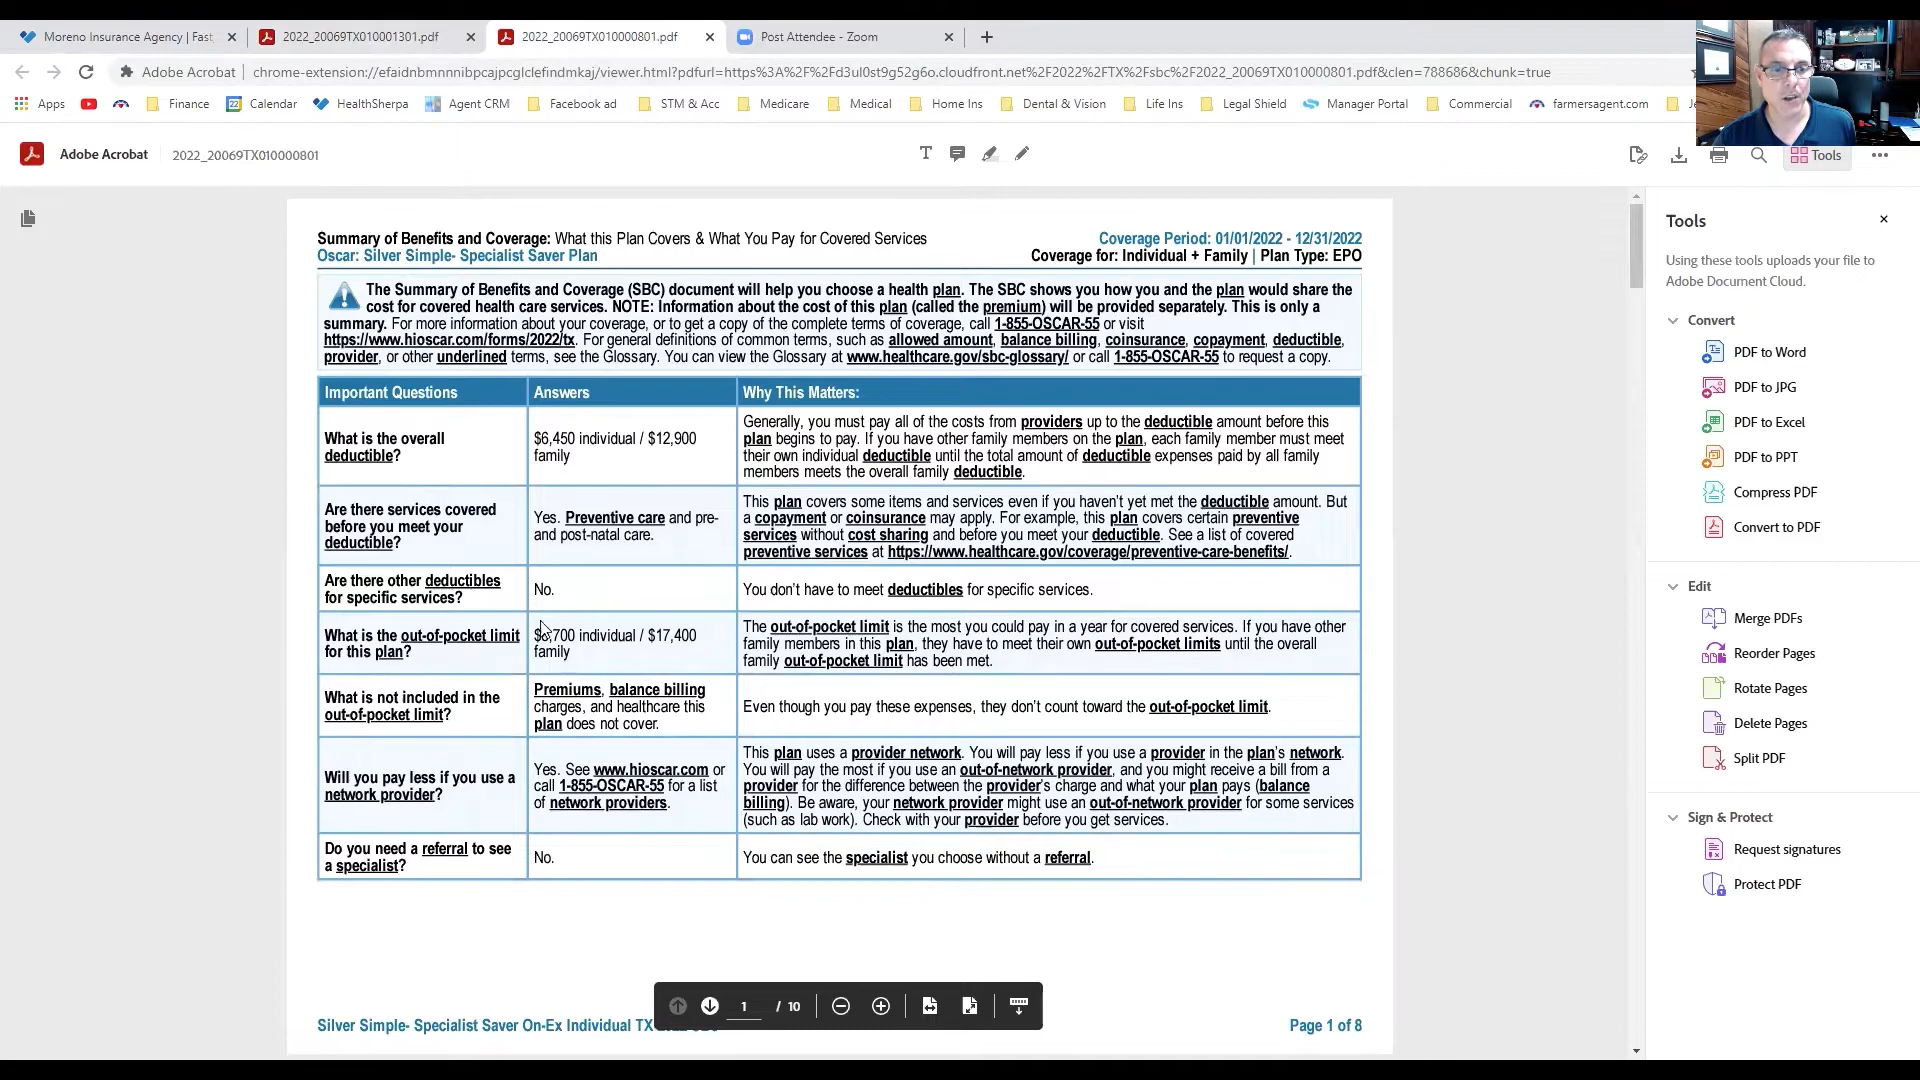 Moreno Insurance Agency | Fast
2022_20069TX010001301.pdf
2022_20069TX010000801.pdf
Post Attendee - Zoom
Adobe Acrobat
chrome-extension://efaidnbmnnnibpcajpcglclefindmkaj/viewer.html?pdfurl=https%3A%2F%2Fd3ul0st9g52g6o.cloudfront.net%2F2022%2FTX%2Fsbc%2F2022_20069TX010000801.pdf&clen=788686&chunk=true
Apps
Finance
Calendar
HealthSherpa
Agent CRM
Facebook ad
STM & Acc
Medicare
Medical
Home Ins
Dental & Vision
Life Ins
Legal Shield
Manager Portal
Commercial
farmersagent.com
Adobe Acrobat
2022_20069TX010000801
Tools
Summary of Benefits and Coverage: What this Plan Covers & What You Pay for Covered Services
Coverage Period: 01/01/2022 - 12/31/2022
Oscar: Silver Simple- Specialist Saver Plan
Coverage for: Individual + Family | Plan Type: EPO
The Summary of Benefits and Coverage (SBC) document will help you choose a health plan. The SBC shows you how you and the plan would share the
cost for covered health care services. NOTE: Information about the cost of this plan (called the premium) will be provided separately. This is only a
summary. For more information about your coverage, or to get a copy of the complete terms of coverage, call 1-855-OSCAR-55 or visit
https://www.hioscar.com/forms/2022/tx. For general definitions of common terms, such as allowed amount, balance billing, coinsurance, copayment, deductible,
provider, or other underlined terms, see the Glossary. You can view the Glossary at www.healthcare.gov/sbc-glossary/ or call 1-855-OSCAR-55 to request a copy.
Important Questions
Answers
Why This Matters:
What is the overall
deductible?
$6,450 individual / $12,900
family
Generally, you must pay all of the costs from providers up to the deductible amount before this
plan begins to pay. If you have other family members on the plan, each family member must meet
their own individual deductible until the total amount of deductible expenses paid by all family
members meets the overall family deductible.
Are there services covered
before you meet your
deductible?
Yes. Preventive care and pre-
and post-natal care.
This plan covers some items and services even if you haven't yet met the deductible amount. But
a copayment or coinsurance may apply. For example, this plan covers certain preventive
services without cost sharing and before you meet your deductible. See a list of covered
preventive services at https://www.healthcare.gov/coverage/preventive-care-benefits/.
Are there other deductibles
for specific services?
No.
You don't have to meet deductibles for specific services.
What is the out-of-pocket limit
for this plan?
$8,700 individual / $17,400
family
The out-of-pocket limit is the most you could pay in a year for covered services. If you have other
family members in this plan, they have to meet their own out-of-pocket limits until the overall
family out-of-pocket limit has been met.
What is not included in the
out-of-pocket limit?
Premiums, balance billing
charges, and healthcare this
plan does not cover.
Even though you pay these expenses, they don't count toward the out-of-pocket limit.
Will you pay less if you use a
network provider?
Yes. See www.hioscar.com or
call 1-855-OSCAR-55 for a list
of network providers.
This plan uses a provider network. You will pay less if you use a provider in the plan's network.
You will pay the most if you use an out-of-network provider, and you might receive a bill from a
provider for the difference between the provider's charge and what your plan pays (balance
billing). Be aware, your network provider might use an out-of-network provider for some services
(such as lab work). Check with your provider before you get services.
Do you need a referral to see
a specialist?
No.
You can see the specialist you choose without a referral.
Silver Simple- Specialist Saver On-Ex Individual TX
Page 1 of 8
1 / 10
Tools
Using these tools uploads your file to
Adobe Document Cloud.
Convert
PDF to Word
PDF to JPG
PDF to Excel
PDF to PPT
Compress PDF
Convert to PDF
Edit
Merge PDFs
Reorder Pages
Rotate Pages
Delete Pages
Split PDF
Sign & Protect
Request signatures
Protect PDF